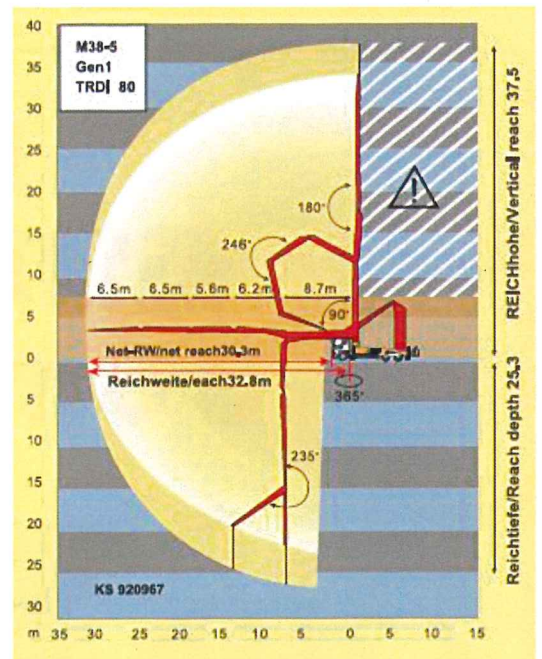 40
35
30
25
20
15
10
5
0
5
10
15
20
25
30
M38-5
Gen1
TRDI 80
180°
246°
6.5m 6.5m 5.6m 6.2m 8.7m
90°
Net-RW/net reach30,3m
Reichweite/each32.8m
365°
235°
KS 920967
m 35 30 25 20 15 10 5 0 5 10 15
REICHhohe/Vertical reach 37,5
Reichtiefe/Reach depth 25,3